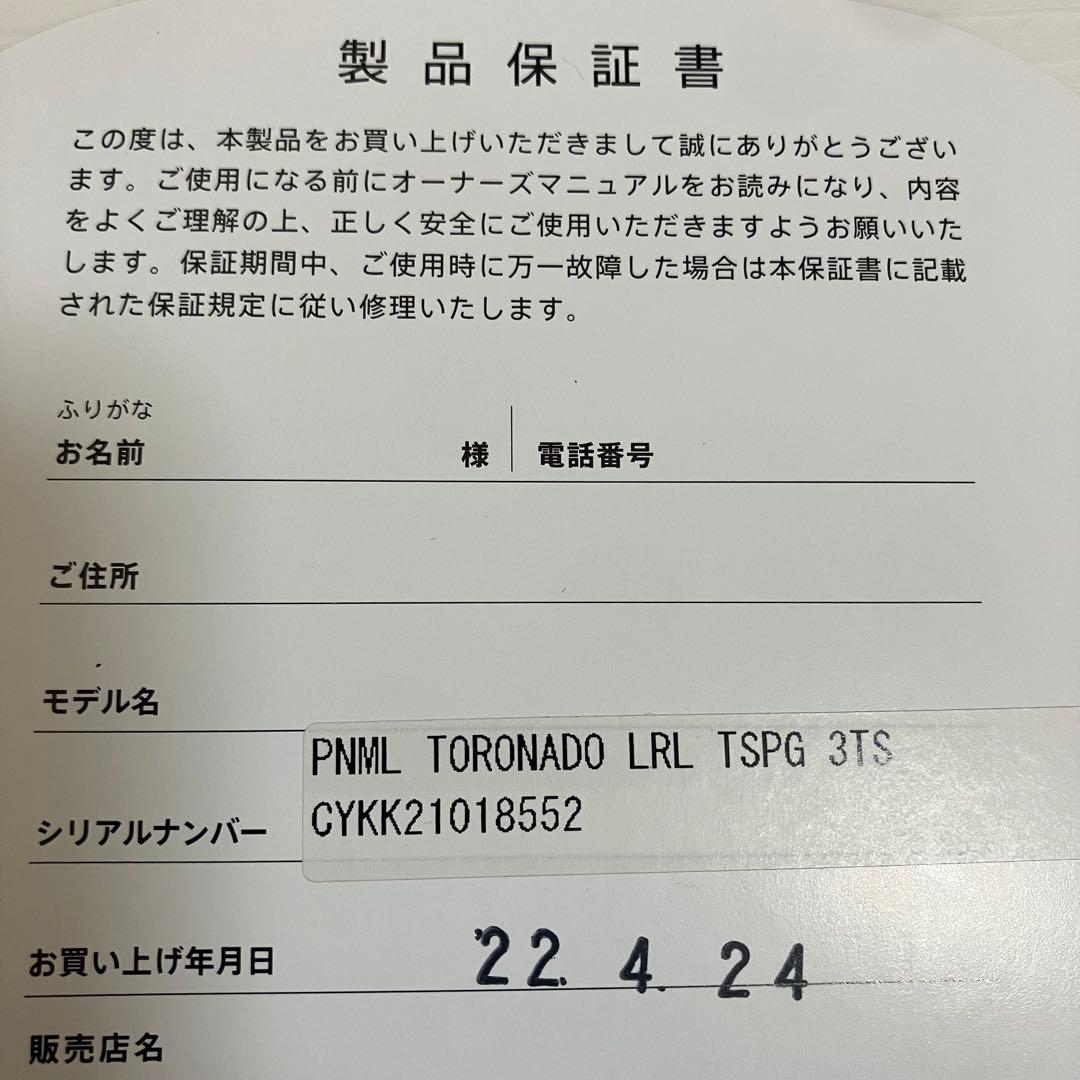 製品保証書
この度は、本製品をお買い上げいただきまして誠にありがとうござい
ます。ご使用になる前にオーナーズマニュアルをお読みになり、内容
をよくご理解の上、正しく安全にご使用いただきますようお願いいた
します。保証期間中、ご使用時に万一故障した場合は本保証書に記載
された保証規定に従い修理いたします。
ふりがな
お名前 様 電話番号
ご住所
モデル名
PNML TORONADO LRL TSPG 3TS
シリアルナンバー CYKK21018552
お買い上げ年月日 '22. 4. 24
販売店名